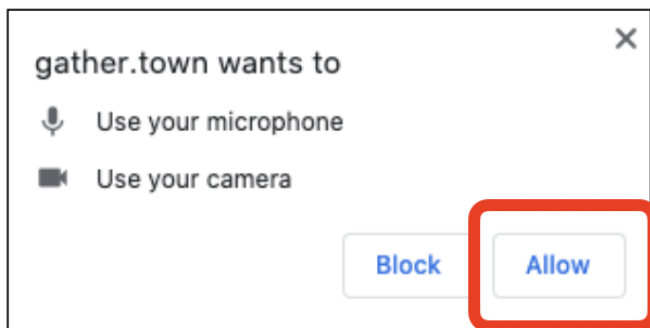 gather.town wants to
Use your microphone
Use your camera
Block
Allow